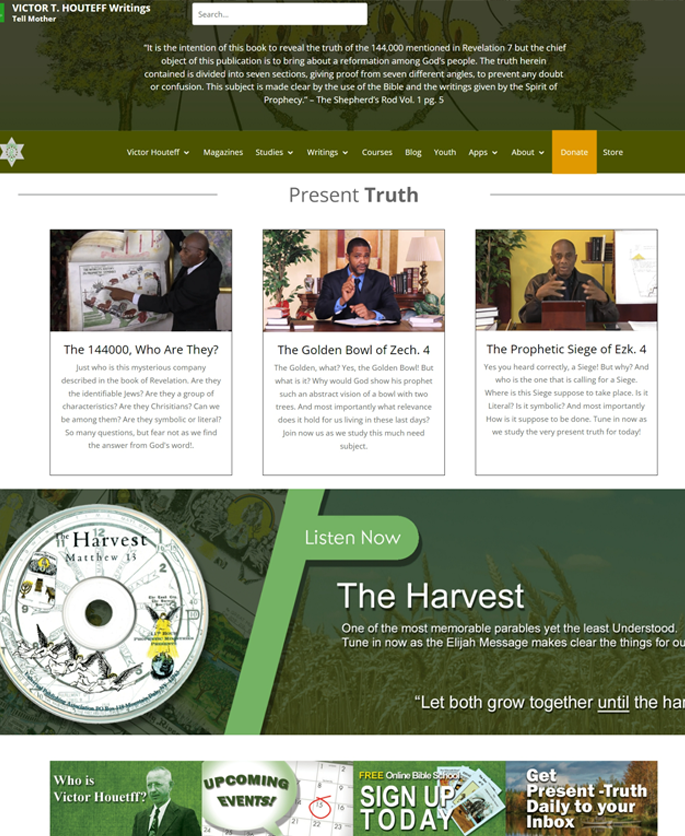 VICTOR T. HOUTEFF Writings
Tell Mother
Search...
"It is the intention of this book to reveal the truth of the 144,000 mentioned in Revelation 7 but the chief
object of this publication is to bring about a reformation among God's people. The truth herein
contained is divided into seven sections, giving proof from seven different angles, to prevent any doubt
or confusion. This subject is made clear by the use of the Bible and the writings given by the Spirit of
Prophecy." – The Shepherd's Rod Vol. 1 pg. 5
Victor Houteff Magazines Studies Writings Courses Blog Youth Apps About Donate Store
Present Truth
The 144000, Who Are They?
Just who is this mysterious company
described in the book of Revelation. Are they
the identifiable Jews? Are they a group of
characteristics? Are they Chrisitians? Can we
be among them? Are they symbolic or literal?
So many questions, but fear not as we find
the answer from God's word!.
The Golden Bowl of Zech. 4
The Golden, what? Yes, the Golden Bowl! But
what is it? Why would God show his prophet
such an abstract vision of a bowl with two
trees. And most importantly what relevance
does it hold for us living in these last days?
Join now us as we study this much need
subject.
The Prophetic Siege of Ezk. 4
Yes you heard correctly, a Siege! But why? And
who is the one that is calling for a Siege.
Where is this Siege suppose to take place. Is it
Literal? Is it symbolic? And most importantly
How is it suppose to be done. Tune in now as
we study the very present truth for today!
The Harvest
Matthew 13
Listen Now
The Harvest
One of the most memorable parables yet the least Understood.
Tune in now as the Elijah Message makes clear the things for ou
"Let both grow together until the har
Who is
Victor Houetff?
UPCOMING
EVENTS!
15
FREE Online Bible School
SIGN UP
TODAY
Get
Present -Truth
Daily to your
Inbox